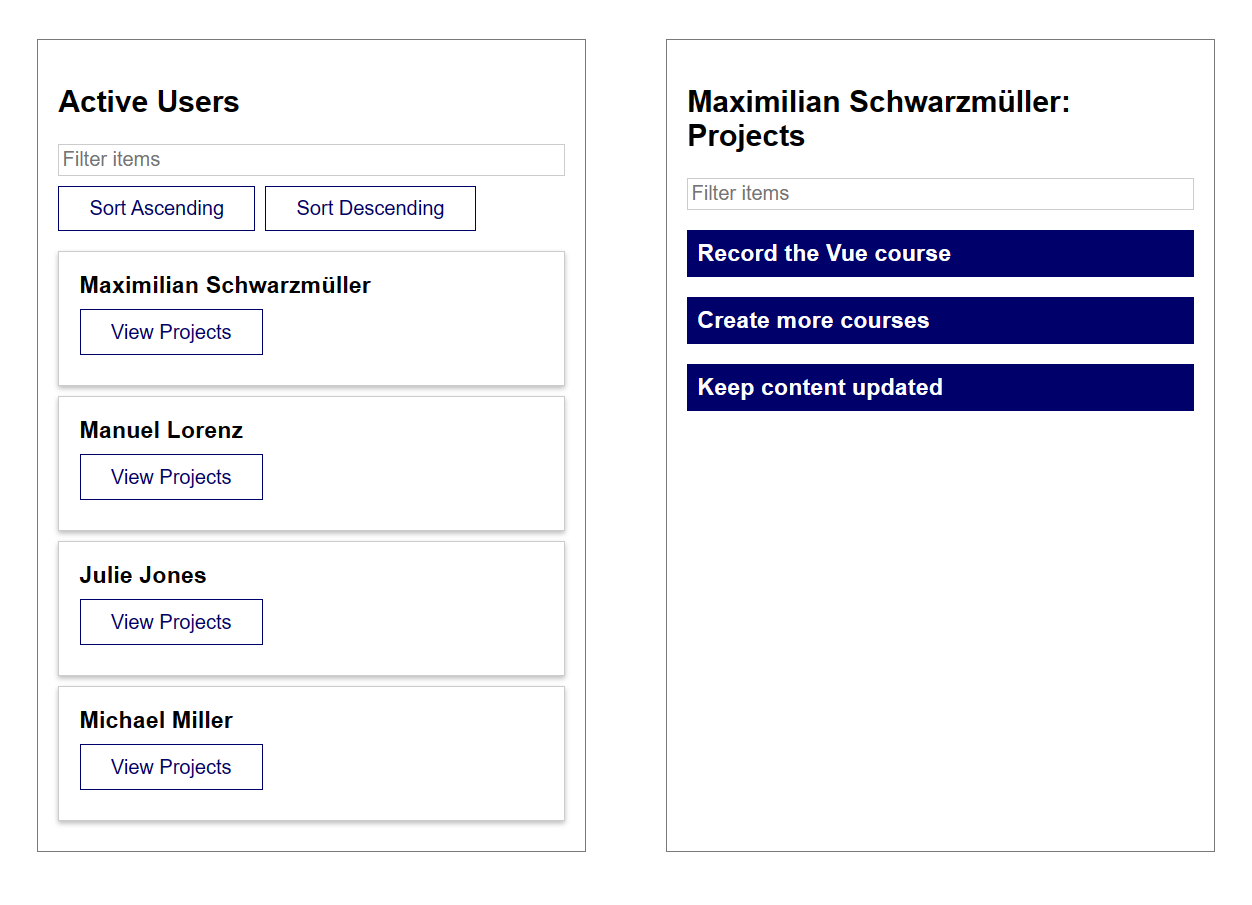 Active Users
Filter items
Sort Ascending
Sort Descending
Maximilian Schwarzmüller
View Projects
Manuel Lorenz
View Projects
Julie Jones
View Projects
Michael Miller
View Projects
Maximilian Schwarzmüller:
Projects
Filter items
Record the Vue course
Create more courses
Keep content updated